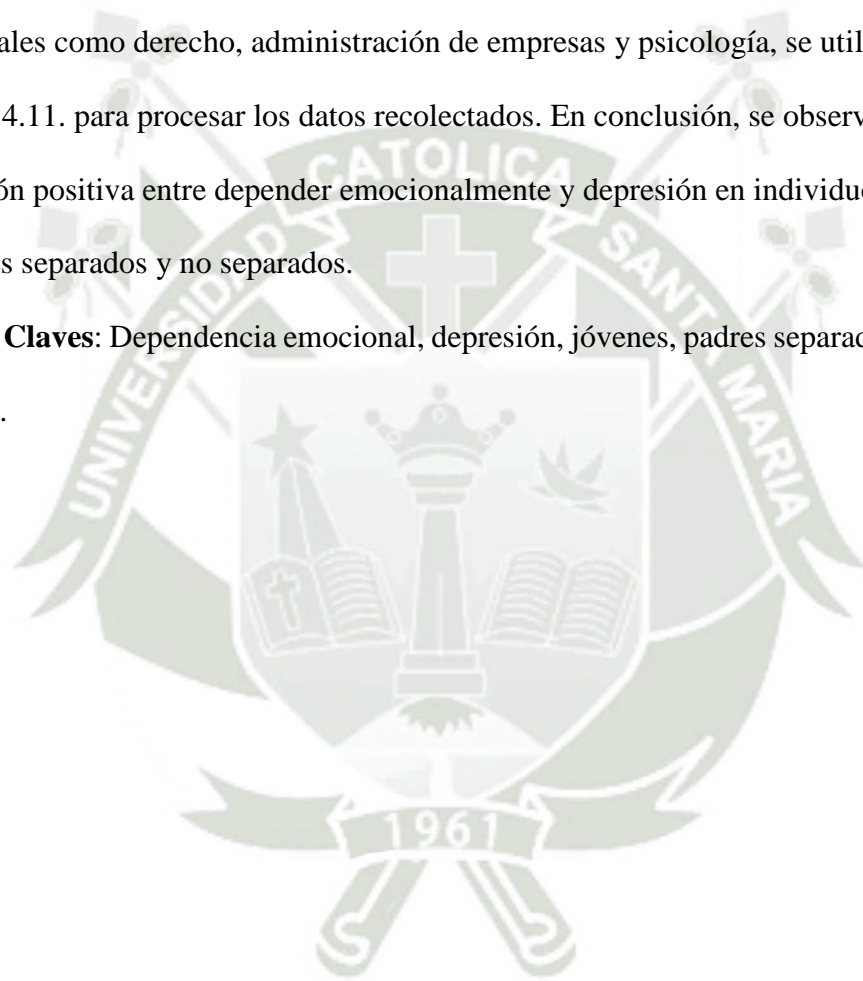 ales como derecho, administración de empresas y psicología, se util
4.11. para procesar los datos recolectados. En conclusión, se observ
ón positiva entre depender emocionalmente y depresión en individu
s separados y no separados.
Claves: Dependencia emocional, depresión, jóvenes, padres separa
.
UNIVERSIDAD CATOLICA SANTA MARIA
1961